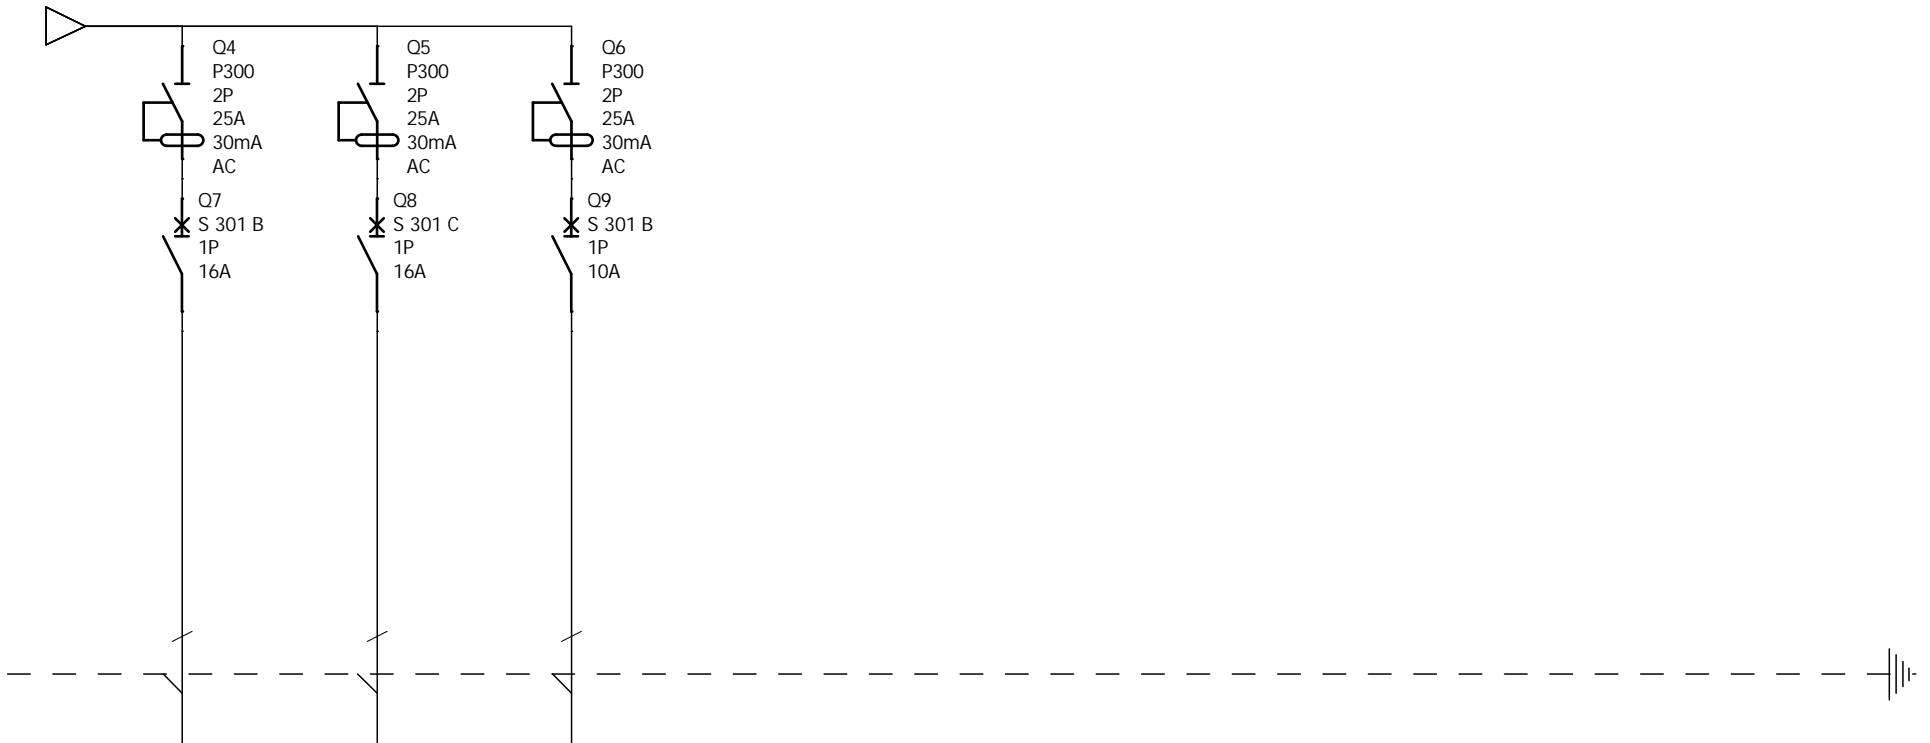 Q4
P300
2P
25A
30mA
AC
Q5
P300
2P
25A
30mA
AC
Q6
P300
2P
25A
30mA
AC
Q7
S 301 B
1P
16A
Q8
S 301 C
1P
16A
Q9
S 301 B
1P
10A